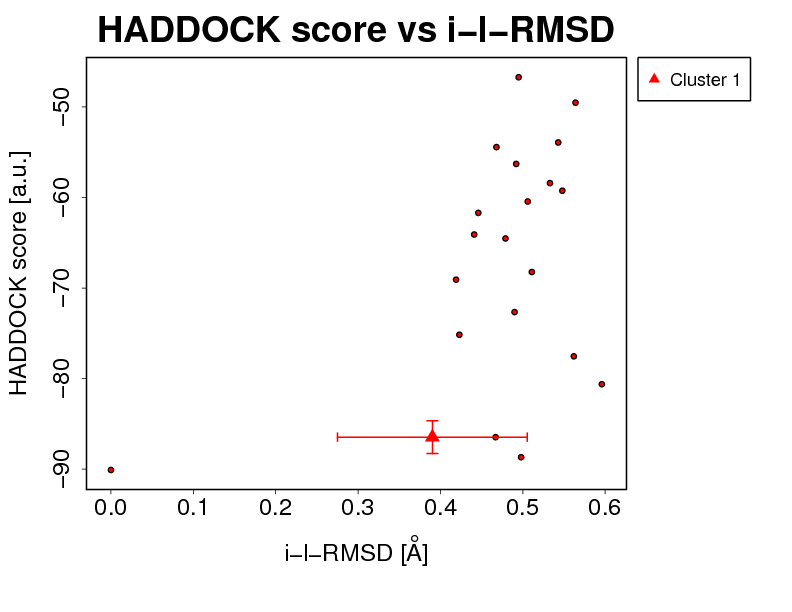 HADDOCK score vs i−l−RMSD
Cluster 1
HADDOCK score [a.u.]
−50
−60
−70
−80
−90
0.0 0.1 0.2 0.3 0.4 0.5 0.6
i−l−RMSD [Å]